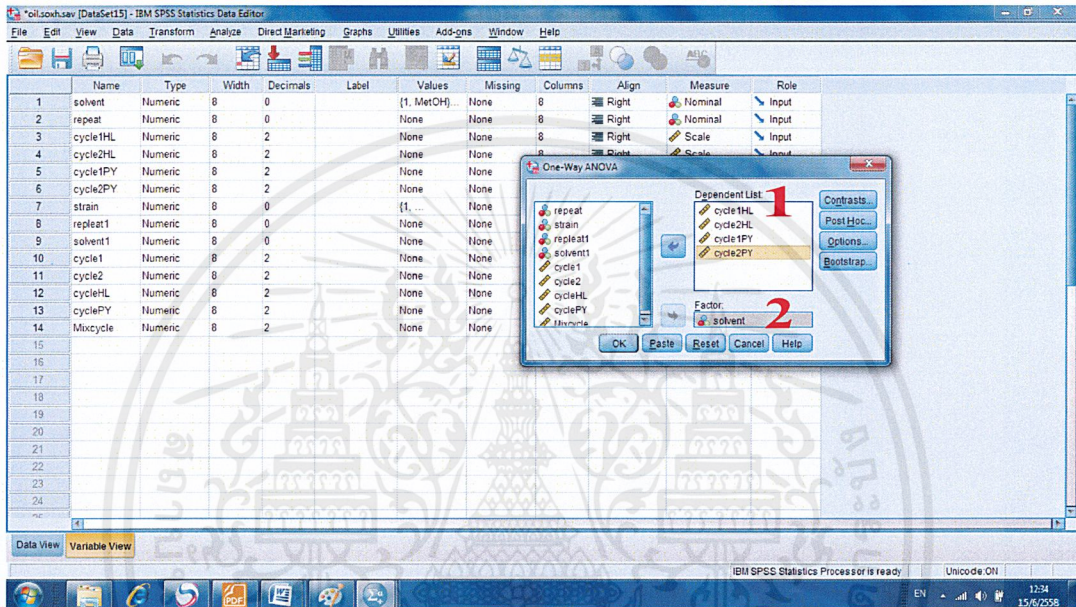 *oil.soxh.sav [DataSet15] - IBM SPSS Statistics Data Editor
File Edit View Data Transform Analyze Direct Marketing Graphs Utilities Add-ons Window Help
Name Type Width Decimals Label Values Missing Columns Align Measure Role
1 solvent Numeric 8 0 {1, MetOH}... None 8 Right Nominal Input
2 repeat Numeric 8 0 None None 8 Right Nominal Input
3 cycle1HL Numeric 8 2 None None 8 Right Scale Input
4 cycle2HL Numeric 8 2 None None 8 Right Scale Input
5 cycle1PY Numeric 8 2 None None
6 cycle2PY Numeric 8 2 None None
7 strain Numeric 8 0 {1, ... None
8 repleat1 Numeric 8 0 None None
9 solvent1 Numeric 8 0 None None
10 cycle1 Numeric 8 2 None None
11 cycle2 Numeric 8 2 None None
12 cycleHL Numeric 8 2 None None
13 cyclePY Numeric 8 2 None None
14 Mixcycle Numeric 8 2 None None
15
16
17
18
19
20
21
22
23
24
One-Way ANOVA
repeat
strain
repleat1
solvent1
cycle1
cycle2
cycleHL
cyclePY
Mixcycle
Dependent List: 1
cycle1HL
cycle2HL
cycle1PY
cycle2PY
Factor: 2
solvent
Contrasts...
Post Hoc...
Options...
Bootstrap...
OK Paste Reset Cancel Help
Data View Variable View
IBM SPSS Statistics Processor is ready Unicode:ON
EN 12:34
15/6/2558